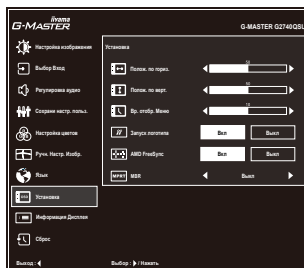 iiyama
G-MASTER
G-MASTER G2740QSU
Настройка изображения
Установка
Выбор Вход
Полож. по гориз.
Регулировка аудио
Полож. по верт.
Сохрани настр. польз.
Вр. отобр. Меню
Настройка цветов
Запуск логотипа
Вкл
Выкл
Ручн. Настр. Изобр.
AMD FreeSync
Вкл
Выкл
Язык
MPRT
MBR
Выкл
Установка
Информация Дисплея
Сброс
Выход :
Выбор : / Нажать